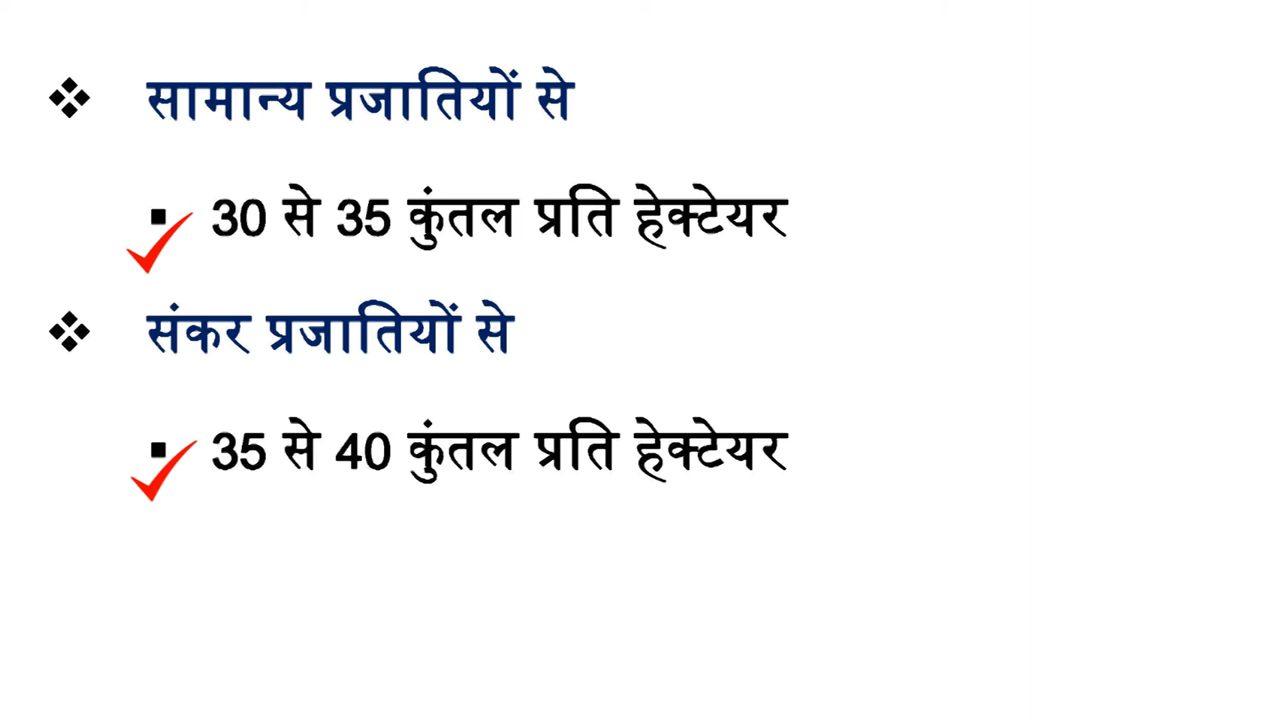 सामान्य प्रजातियों से
30 से 35 कुंतल प्रति हेक्टेयर
संकर प्रजातियों से
35 से 40 कुंतल प्रति हेक्टेयर